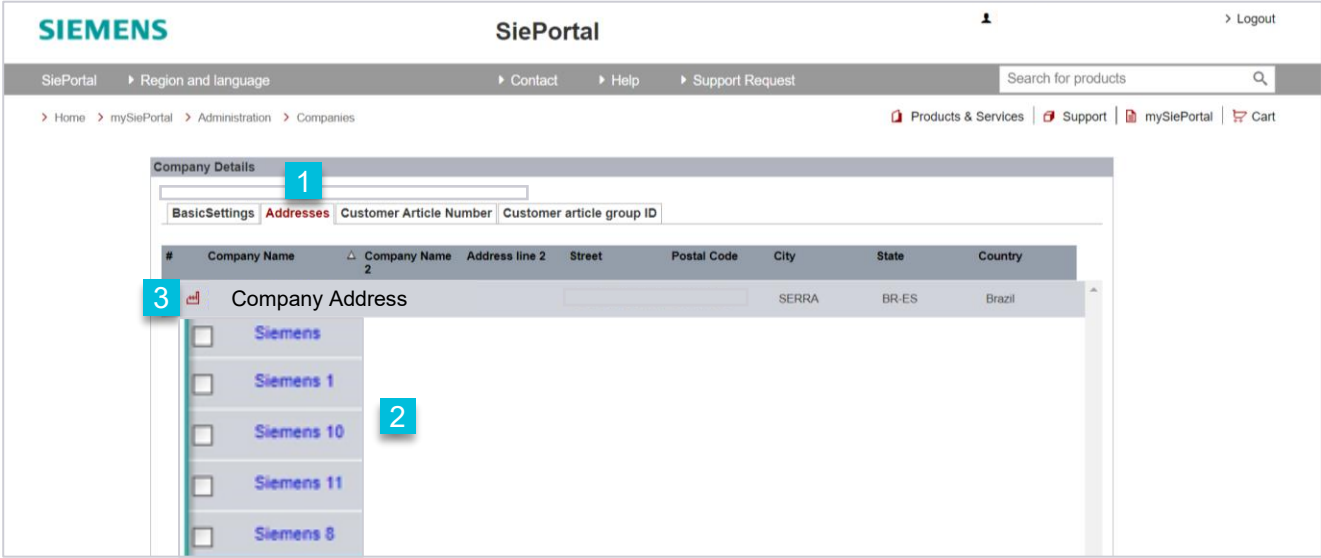 SIEMENS SiePortal > Logout
SiePortal Region and language Contact Help Support Request Search for products
> Home > mySiePortal > Administration > Companies Products & Services Support mySiePortal Cart
Company Details
1
BasicSettings Addresses Customer Article Number Customer article group ID
# Company Name Company Name 2 Address line 2 Street Postal Code City State Country
3 Company Address SERRA BR-ES Brazil
Siemens
Siemens 1
2
Siemens 10
Siemens 11
Siemens 8